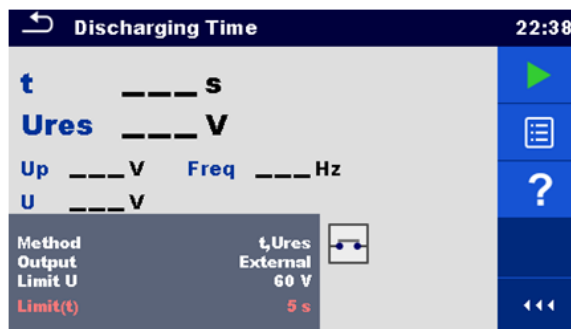 Discharging Time 22:38
t ___ s
Ures ___ V
Up ___ V Freq ___ Hz
U ___ V
Method t,Ures
Output External
Limit U 60 V
Limit(t) 5 s
?